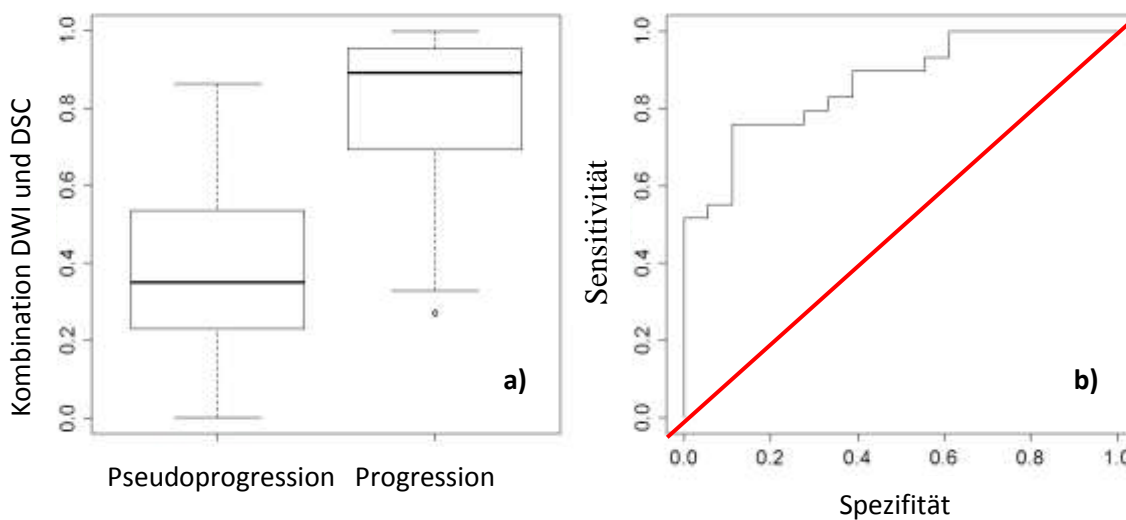 Kombination DWI und DSC
1.0
0.8
0.6
0.4
0.2
0.0
a)
Pseudoprogression Progression
Sensitivität
1.0
0.8
0.6
0.4
0.2
0.0
b)
0.0 0.2 0.4 0.6 0.8 1.0
Spezifität